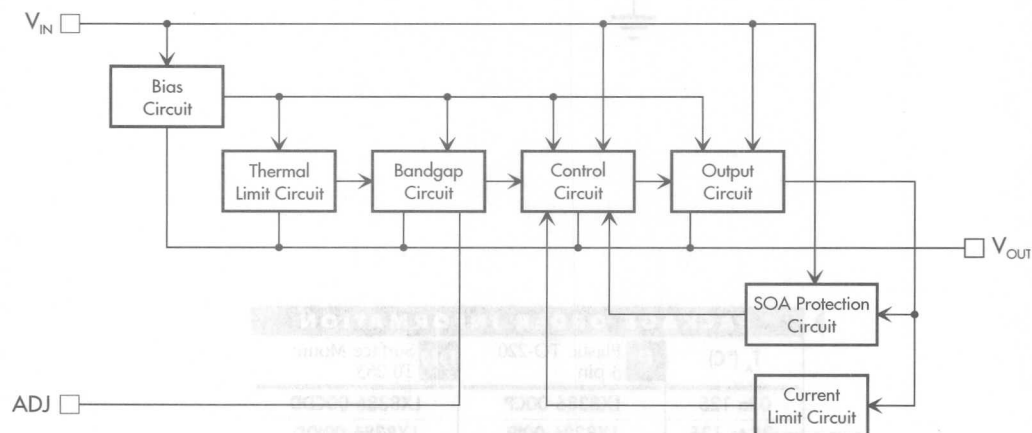 V_IN
Bias
Circuit
Thermal
Limit Circuit
Bandgap
Circuit
Control
Circuit
Output
Circuit
V_OUT
SOA Protection
Circuit
ADJ
Current
Limit Circuit